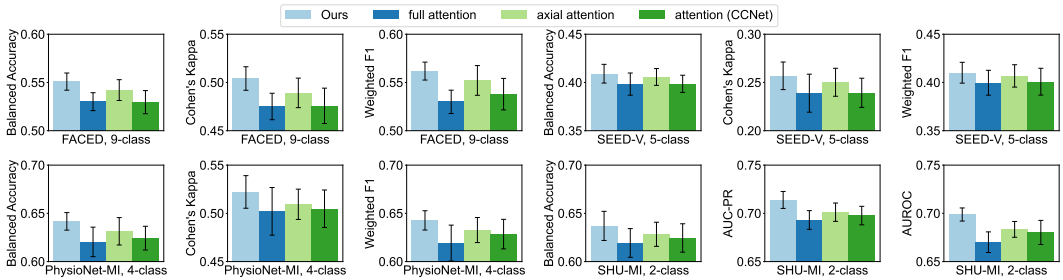 Ours full attention axial attention attention (CCNet)
Balanced Accuracy
0.60
0.55
0.50
FACED, 9-class
Cohen's Kappa
0.55
0.50
0.45
FACED, 9-class
Weighted F1
0.60
0.55
0.50
FACED, 9-class
Balanced Accuracy
0.45
0.40
0.35
SEED-V, 5-class
Cohen's Kappa
0.30
0.25
0.20
SEED-V, 5-class
Weighted F1
0.45
0.40
0.35
SEED-V, 5-class
Balanced Accuracy
0.70
0.65
0.60
PhysioNet-MI, 4-class
Cohen's Kappa
0.55
0.50
0.45
PhysioNet-MI, 4-class
Weighted F1
0.70
0.65
0.60
PhysioNet-MI, 4-class
Balanced Accuracy
0.70
0.65
0.60
SHU-MI, 2-class
AUC-PR
0.75
0.70
0.65
SHU-MI, 2-class
AUROC
0.75
0.70
0.65
SHU-MI, 2-class